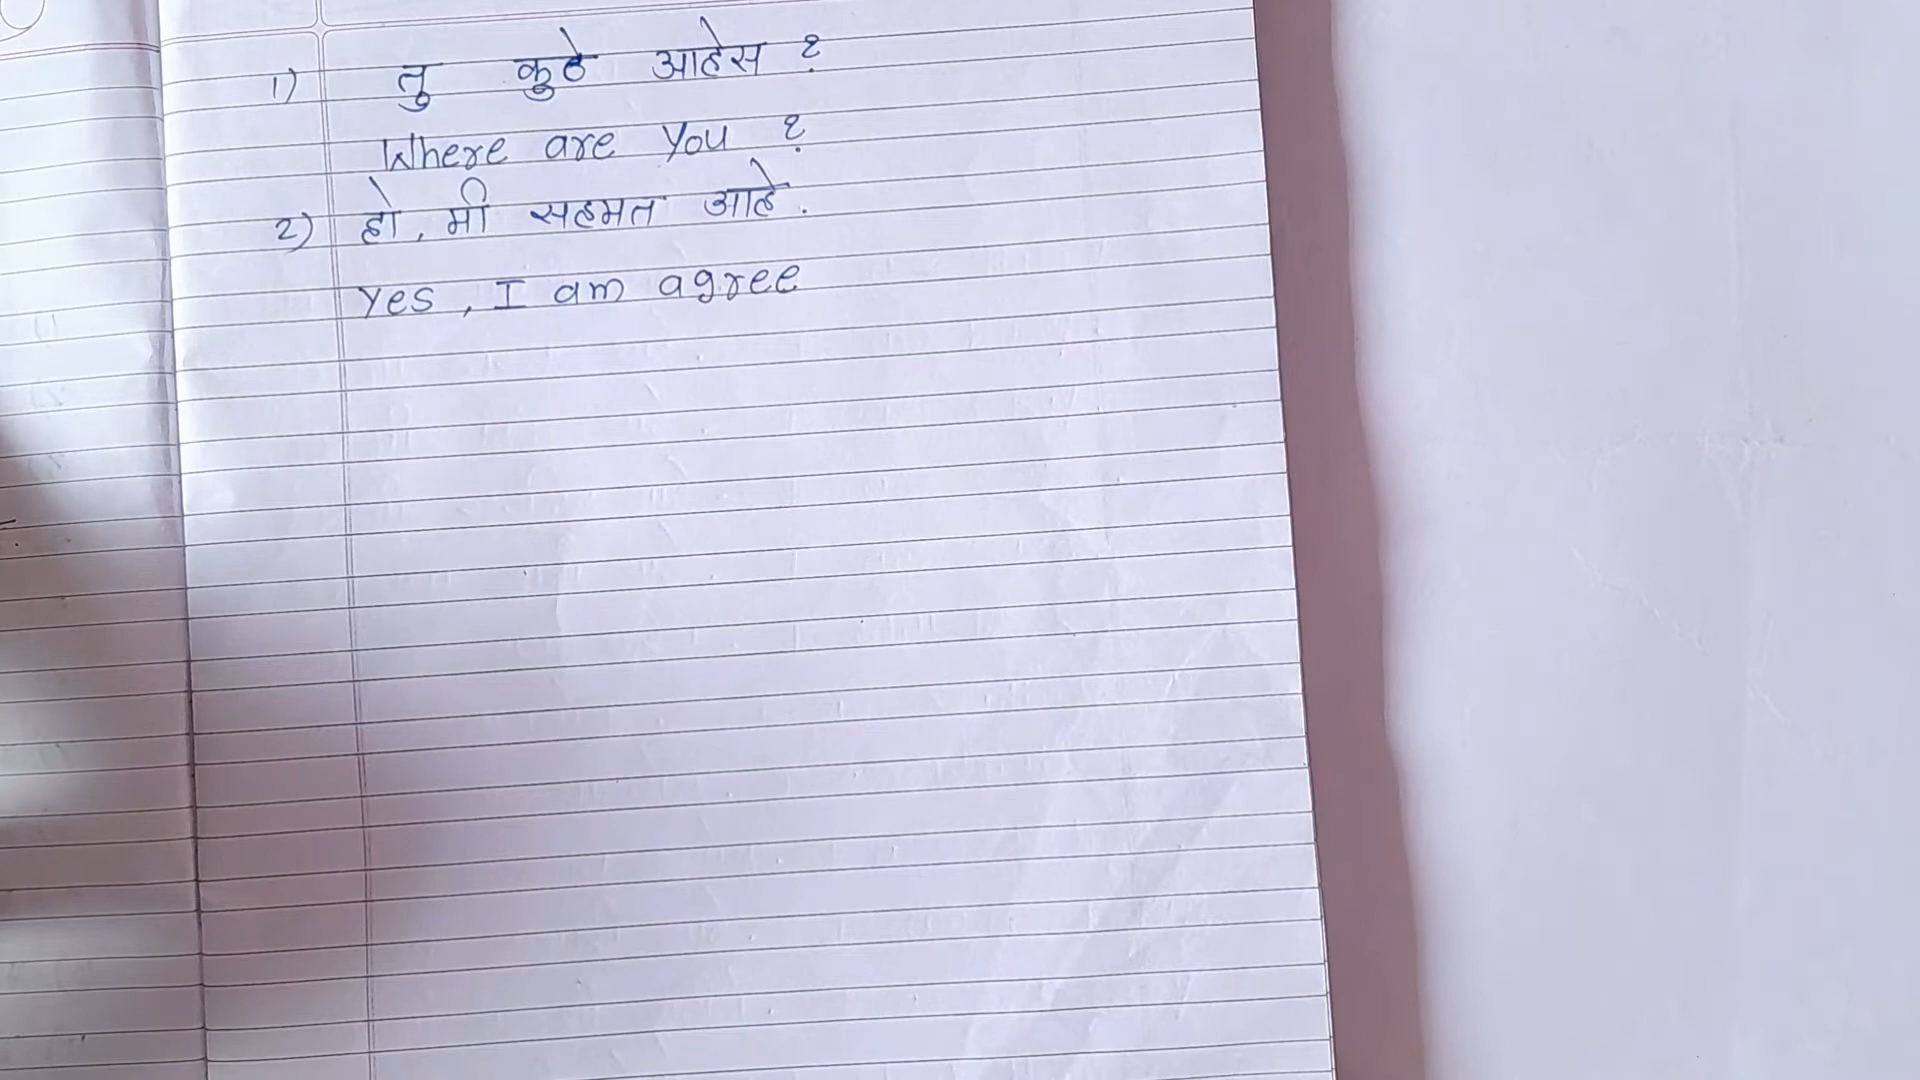 1) तु कुठे आहेस ?
Where are You ?
2) हो, मी सहमत आहे.
Yes, I am agree